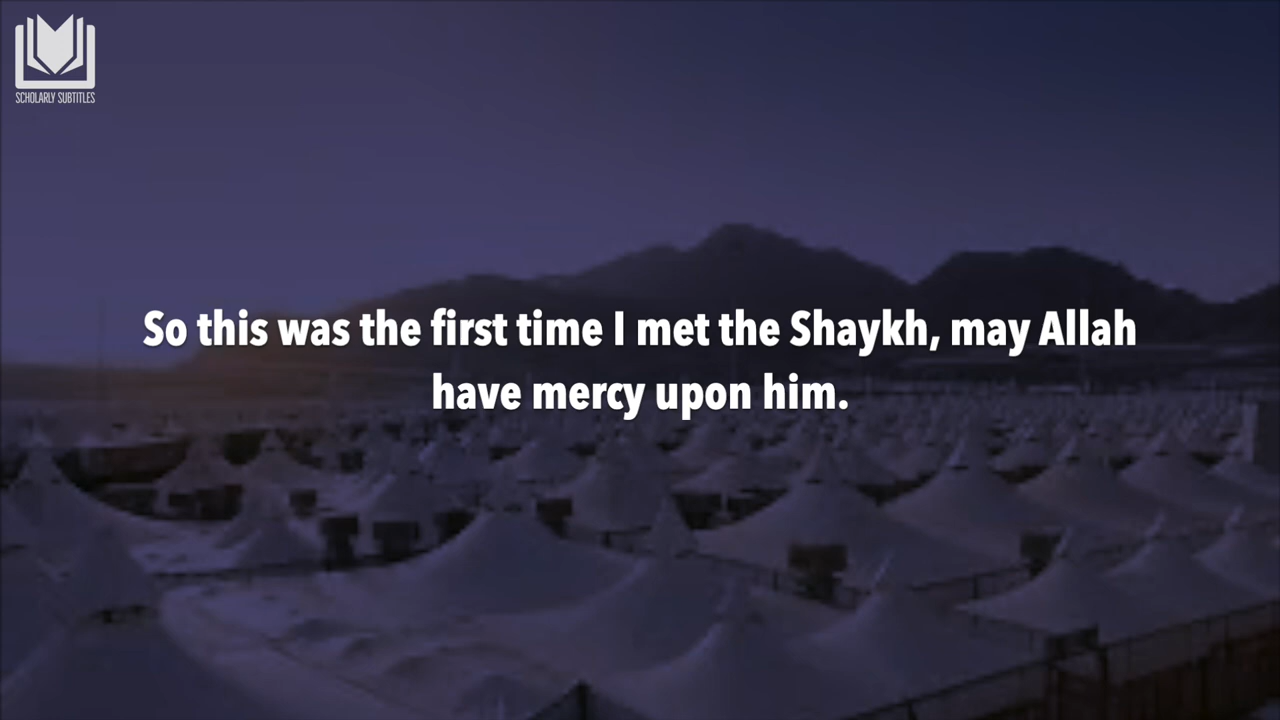 SCHOLARLY SUBTITLES
So this was the first time I met the Shaykh, may Allah
have mercy upon him.